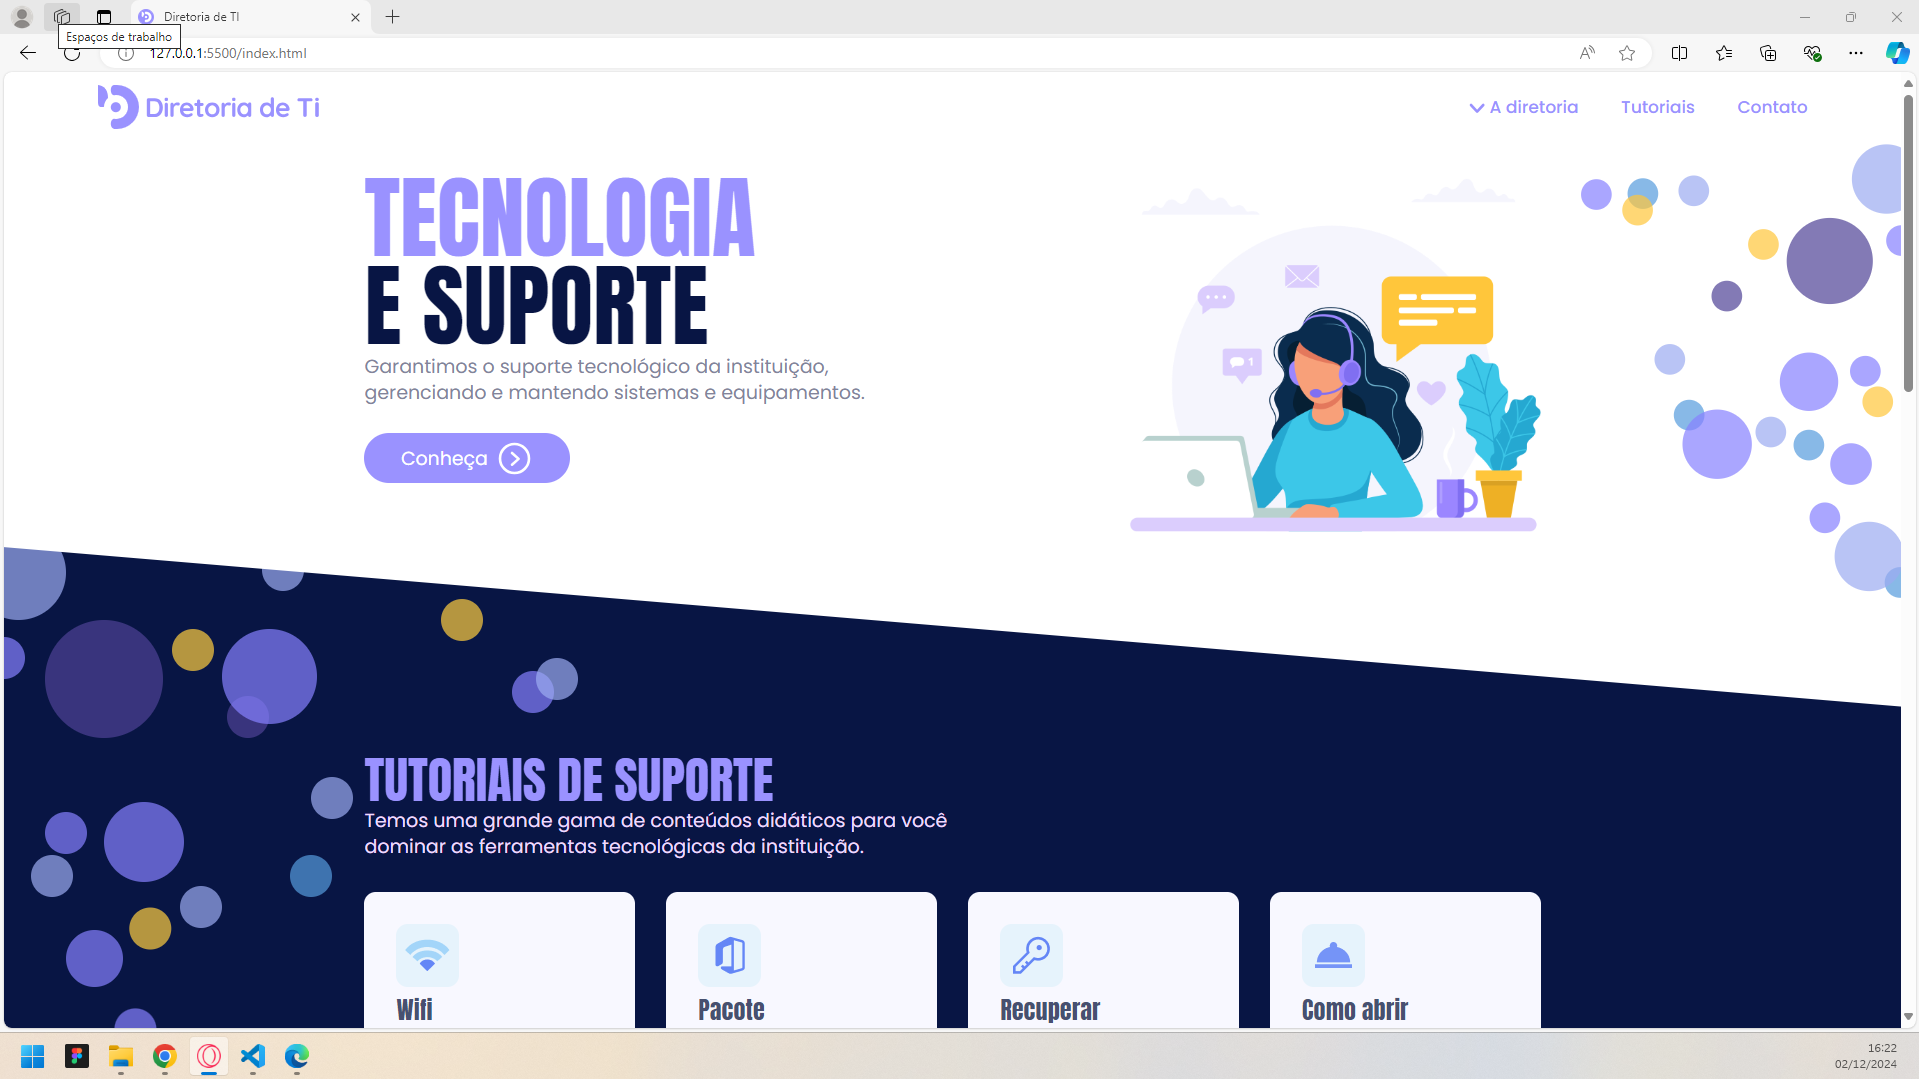 Diretoria de TI
Espaços de trabalho
127.0.0.1:5500/index.html
Diretoria de Ti
A diretoria
Tutoriais
Contato
TECNOLOGIA
E SUPORTE
Garantimos o suporte tecnológico da instituição,
gerenciando e mantendo sistemas e equipamentos.
1
Conheça
TUTORIAIS DE SUPORTE
Temos uma grande gama de conteúdos didáticos para você
dominar as ferramentas tecnológicas da instituição.
Wifi
Pacote
Recuperar
Como abrir
16:22
02/12/2024